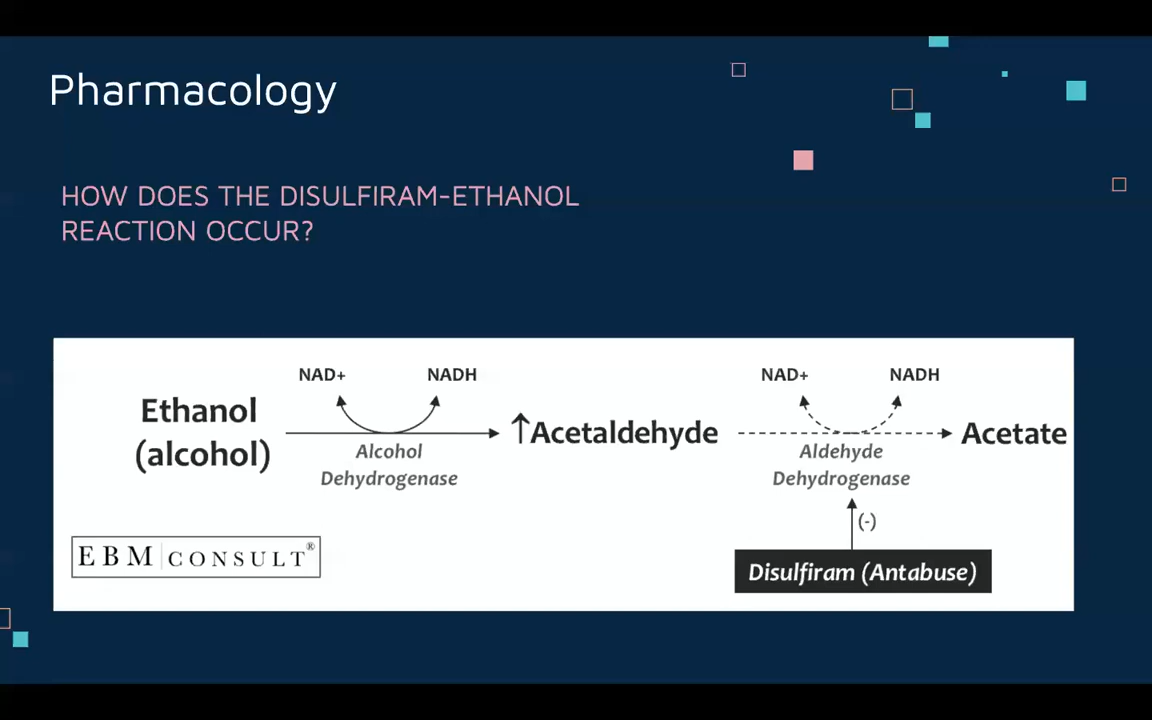 Pharmacology
HOW DOES THE DISULFIRAM-ETHANOL
REACTION OCCUR?
NAD+ NADH NAD+ NADH
Ethanol
(alcohol)
↑Acetaldehyde
Acetate
Alcohol
Dehydrogenase
Aldehyde
Dehydrogenase
(-)
EBM CONSULT®
Disulfiram (Antabuse)